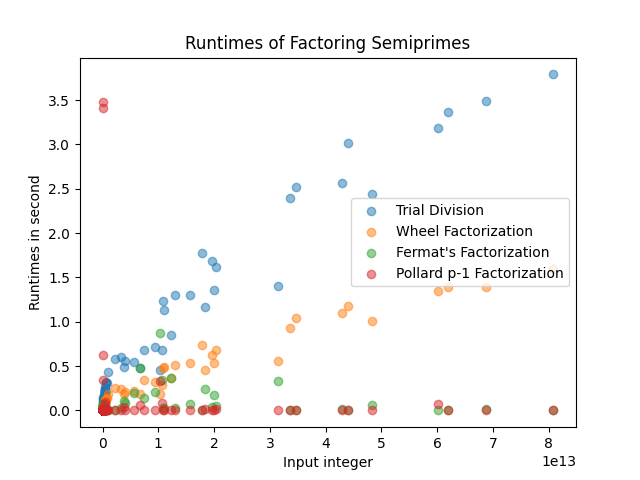 Runtimes of Factoring Semiprimes
Runtimes in second
3.5
3.0
2.5
2.0
1.5
1.0
0.5
0.0
Trial Division
Wheel Factorization
Fermat's Factorization
Pollard p-1 Factorization
0 1 2 3 4 5 6 7 8
1e13
Input integer